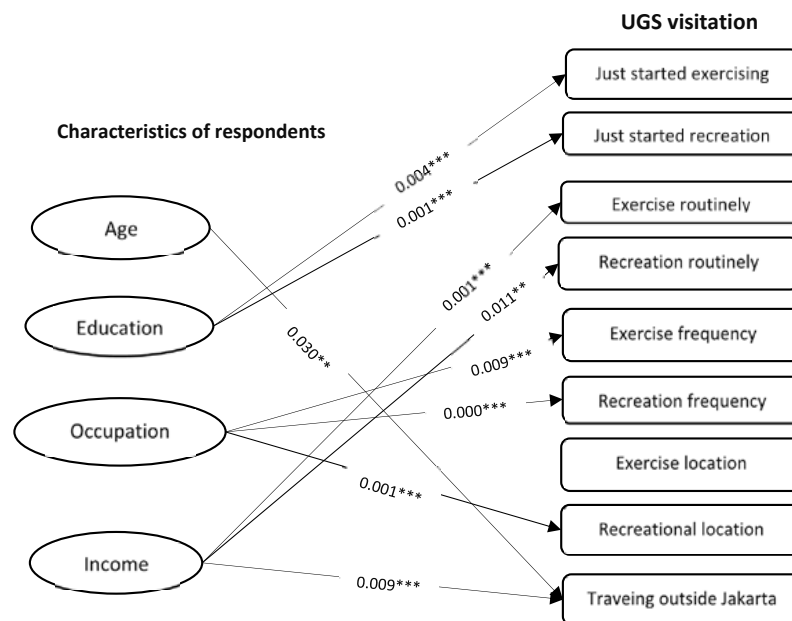 UGS visitation
Characteristics of respondents
Age
Education
Occupation
Income
0.004***
0.001***
0.001***
0.011**
0.030**
0.009***
0.000***
0.001***
0.009***
Just started exercising
Just started recreation
Exercise routinely
Recreation routinely
Exercise frequency
Recreation frequency
Exercise location
Recreational location
Traveing outside Jakarta